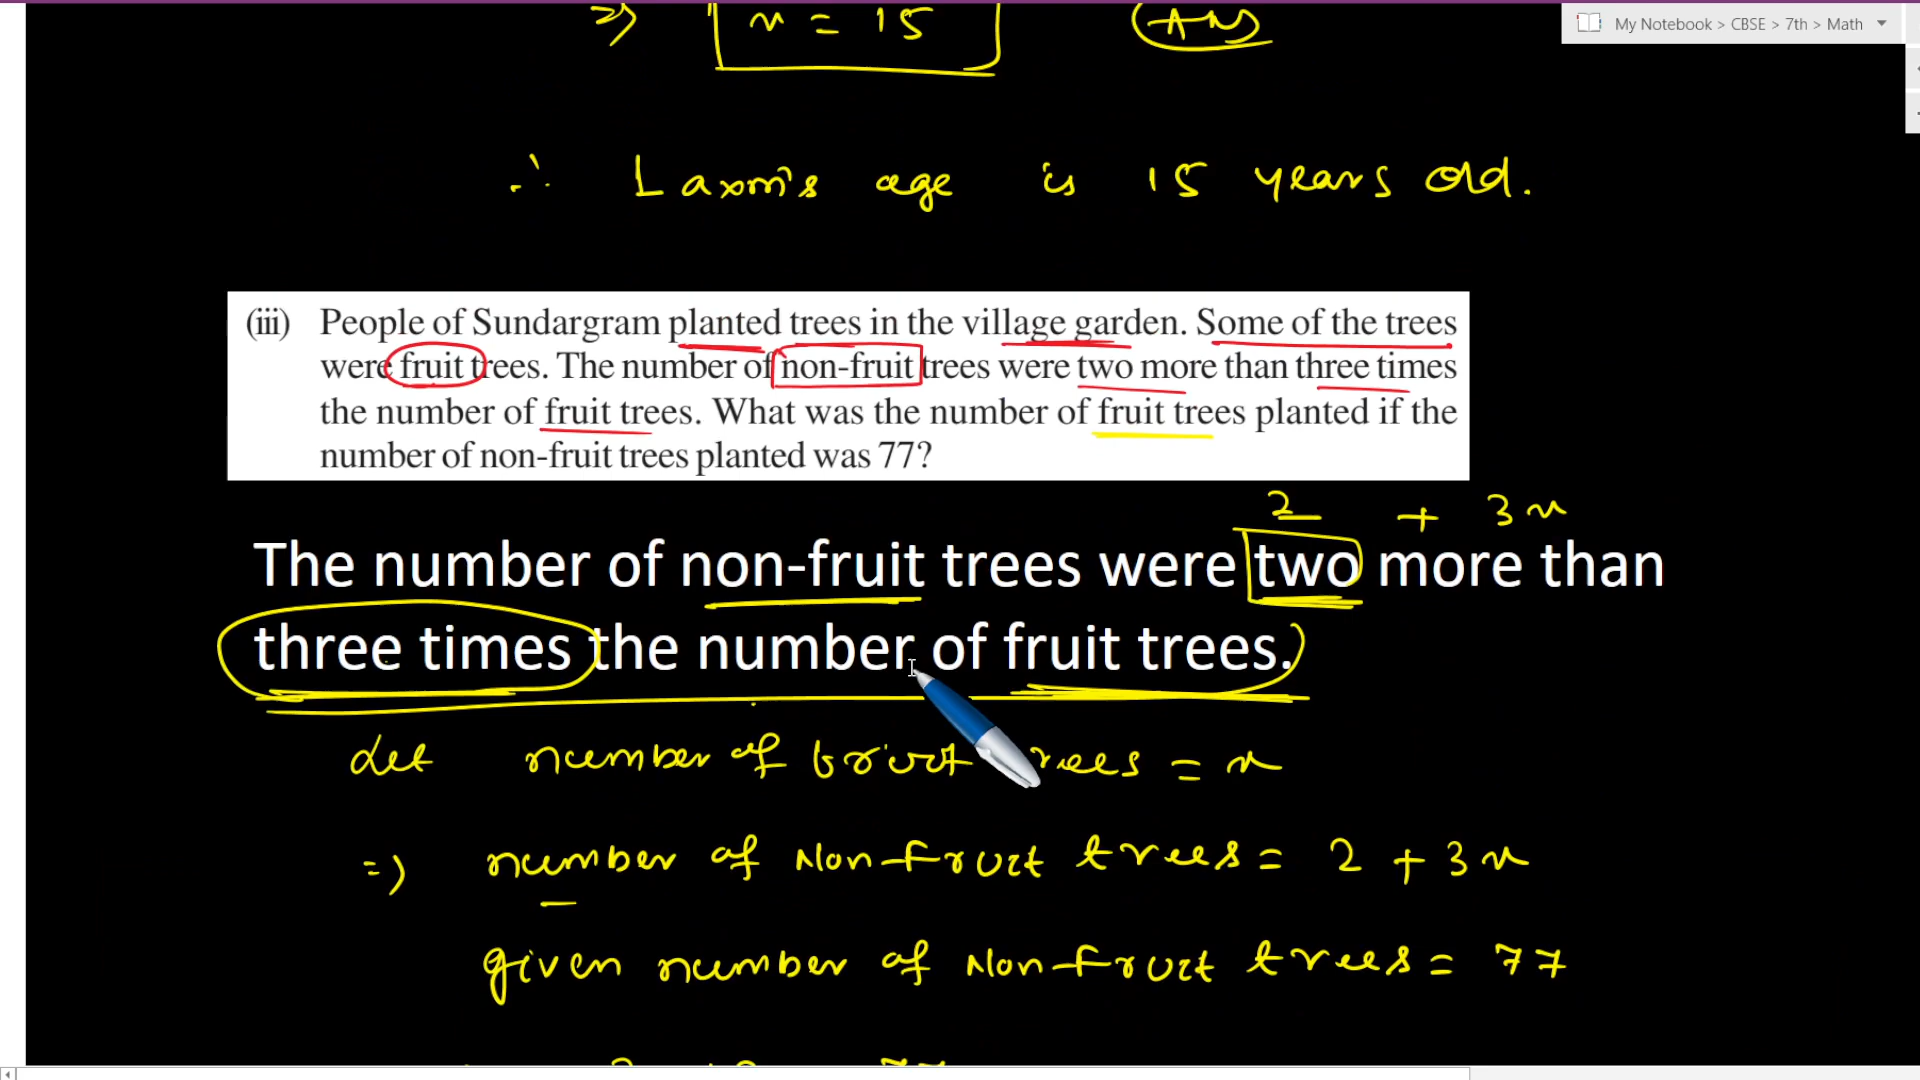 => x = 15 Ans
My Notebook > CBSE > 7th > Math
∴ Laxmi's age is 15 years old.
(iii) People of Sundargram planted trees in the village garden. Some of the trees
were fruit trees. The number of non-fruit trees were two more than three times
the number of fruit trees. What was the number of fruit trees planted if the
number of non-fruit trees planted was 77?
2 + 3x
The number of non-fruit trees were two more than
three times the number of fruit trees.
Let number of fruit trees = x
=> number of Non-fruit trees = 2 + 3x
given number of Non-fruit trees = 77